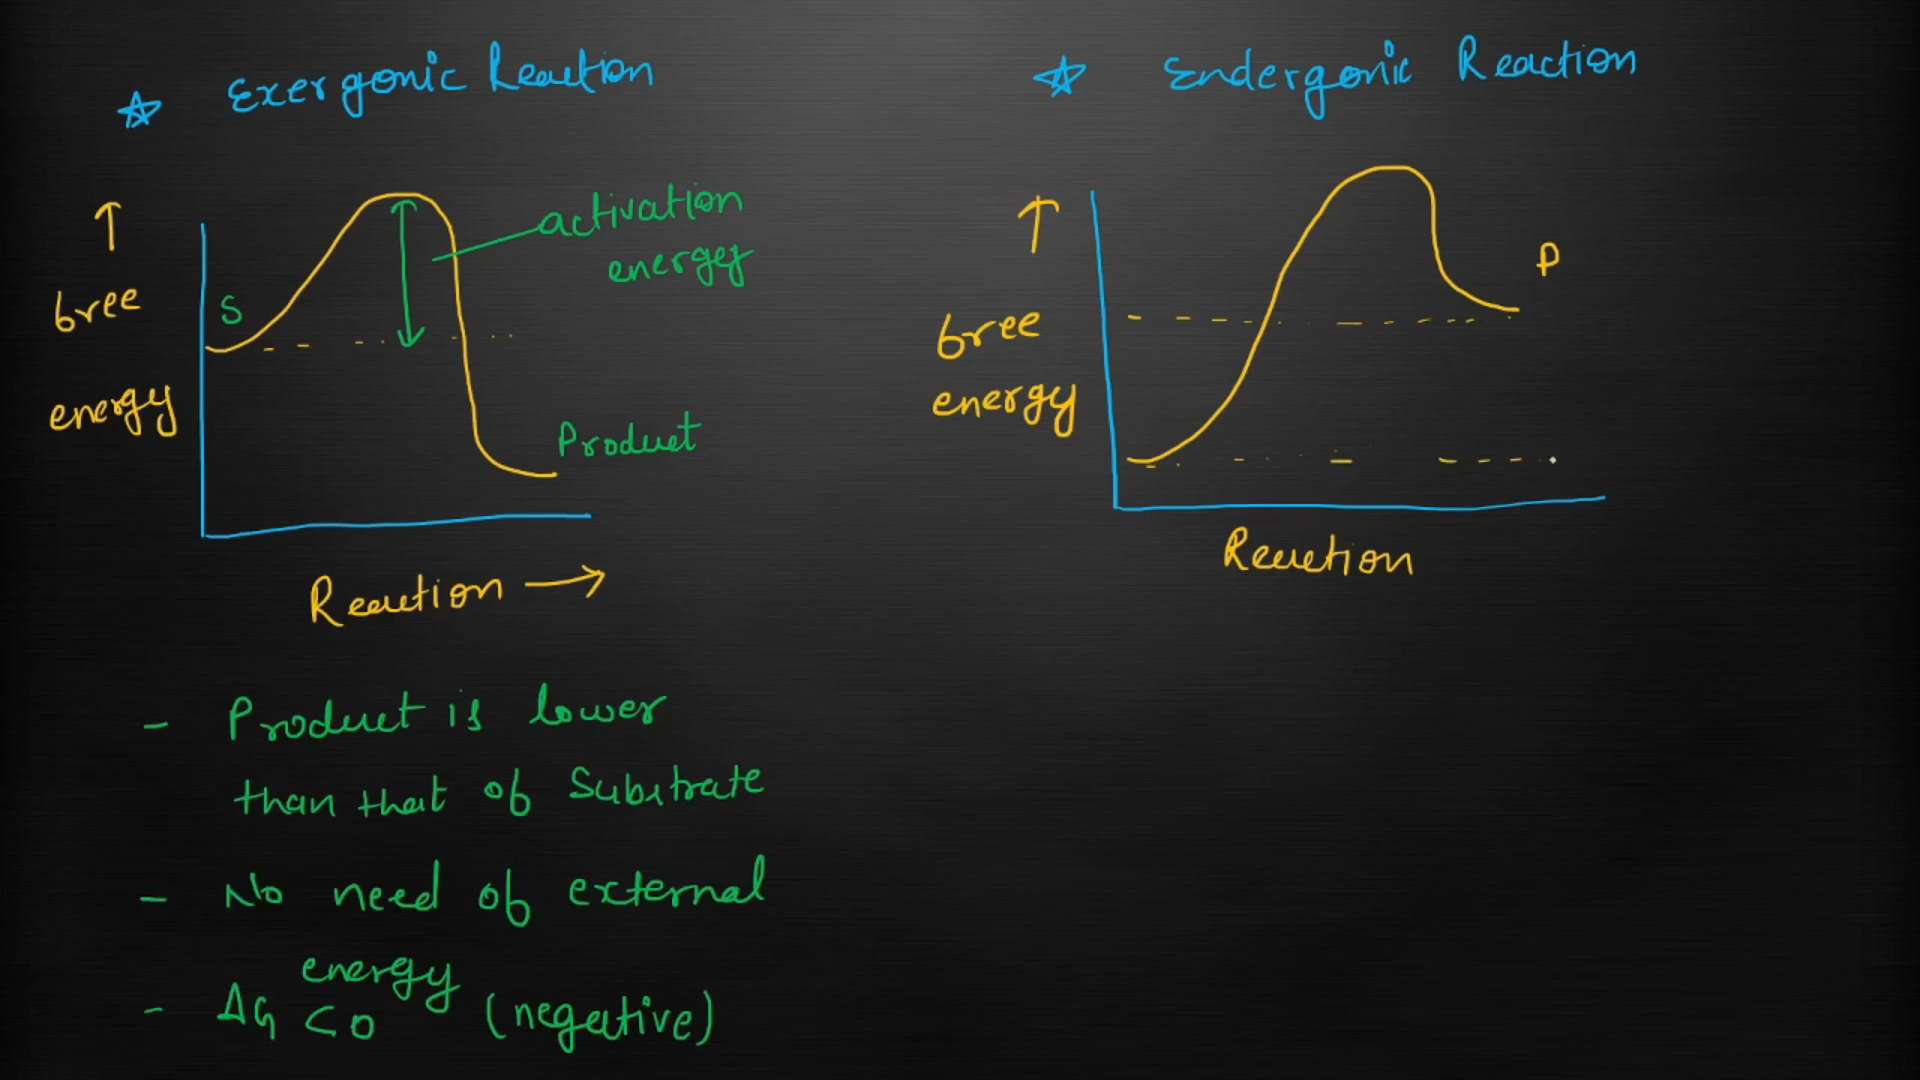 ☆ Exergonic Reaction
↑
free
energy
S
activation
energy
Product
Reaction →
- Product is lower
than that of Substrate
- No need of external
energy
- ΔG <0 (negative)
☆ Endergonic Reaction
↑
free
energy
P
Reaction